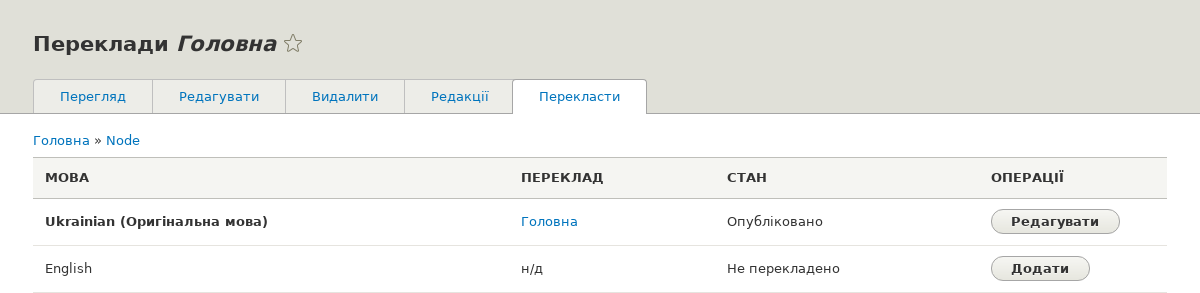 Переклади Головна
Перегляд Редагувати Видалити Редакції Перекласти
Головна » Node
МОВА ПЕРЕКЛАД СТАН ОПЕРАЦІЇ
Ukrainian (Оригінальна мова) Головна Опубліковано Редагувати
English н/д Не перекладено Додати